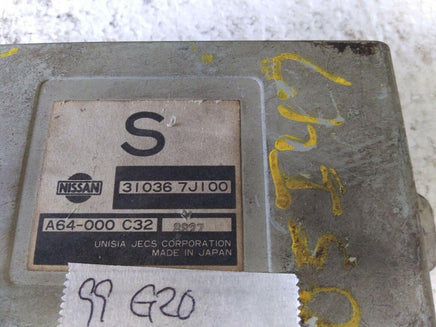 S
NISSAN 31036 7J100
A64-000 C32 8827
UNISIA JECS CORPORATION
MADE IN JAPAN
99 G20